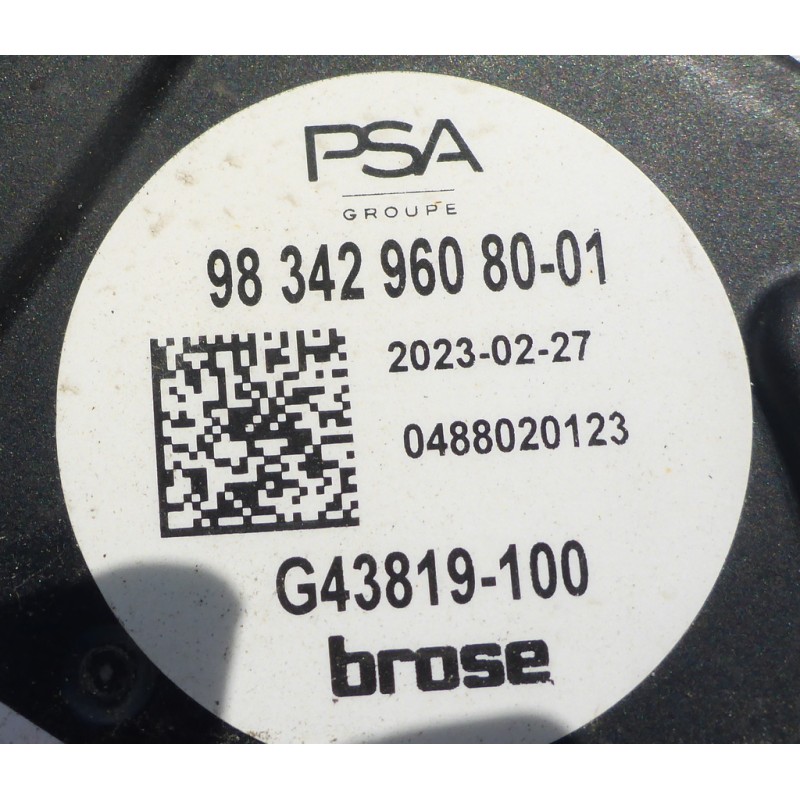 PSA
GROUPE
98 342 960 80-01
2023-02-27
0488020123
G43819-100
brose